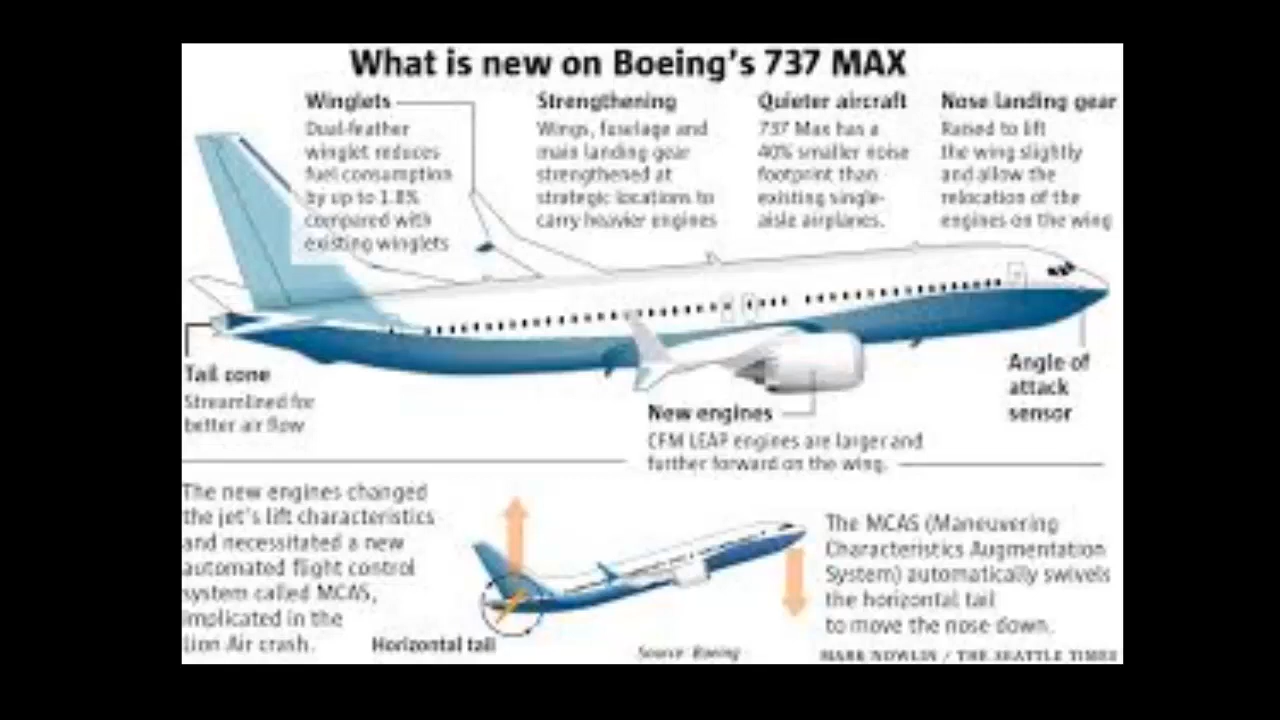 What is new on Boeing's 737 MAX
Winglets
Dual-feather
winglet reduces
fuel consumption
by up to 1.8%
compared with
existing winglets
Strengthening
Wings, fuselage and
main landing gear
strengthened at
strategic locations to
carry heavier engines
Quieter aircraft
737 Max has a
40% smaller noise
footprint than
existing single-
aisle airplanes.
Nose landing gear
Raised to lift
the wing slightly
and allow the
relocation of the
engines on the wing
Tail cone
Streamlined for
better air flow
New engines
CFM LEAP engines are larger and
further forward on the wing.
Angle of
attack
sensor
The new engines changed
the jet's lift characteristics
and necessitated a new
automated flight control
system called MCAS,
implicated in the
Lion Air crash.
Horizontal tail
The MCAS (Maneuvering
Characteristics Augmentation
System) automatically swivels
the horizontal tail
to move the nose down.
Source: Boeing
MARK NOWLIN / THE SEATTLE TIMES